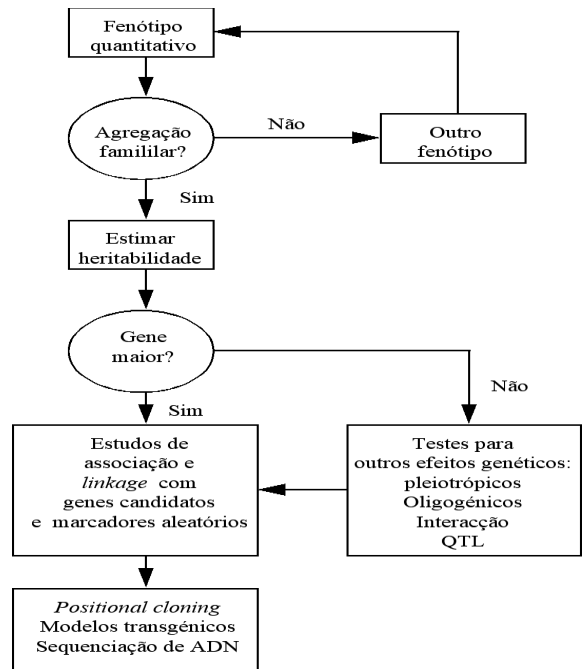 Fenótipo
quantitativo
Agregação
famililar?
Não
Outro
fenótipo
Sim
Estimar
heritabilidade
Gene
maior?
Não
Sim
Estudos de
associação e
linkage com
genes candidatos
e marcadores aleatórios
Testes para
outros efeitos genéticos:
pleiotrópicos
Oligogénicos
Interacção
QTL
Positional cloning
Modelos transgénicos
Sequenciação de ADN